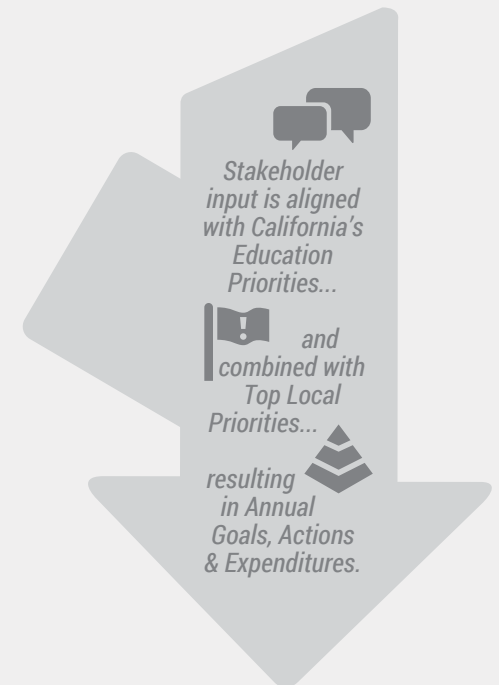 Stakeholder
input is aligned
with California's
Education
Priorities...
!
and
combined with
Top Local
Priorities...
resulting
in Annual
Goals, Actions
& Expenditures.